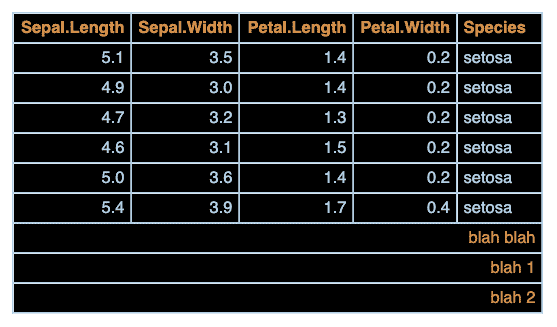 Sepal.Length Sepal.Width Petal.Length Petal.Width Species
5.1 3.5 1.4 0.2 setosa
4.9 3.0 1.4 0.2 setosa
4.7 3.2 1.3 0.2 setosa
4.6 3.1 1.5 0.2 setosa
5.0 3.6 1.4 0.2 setosa
5.4 3.9 1.7 0.4 setosa
blah blah
blah 1
blah 2